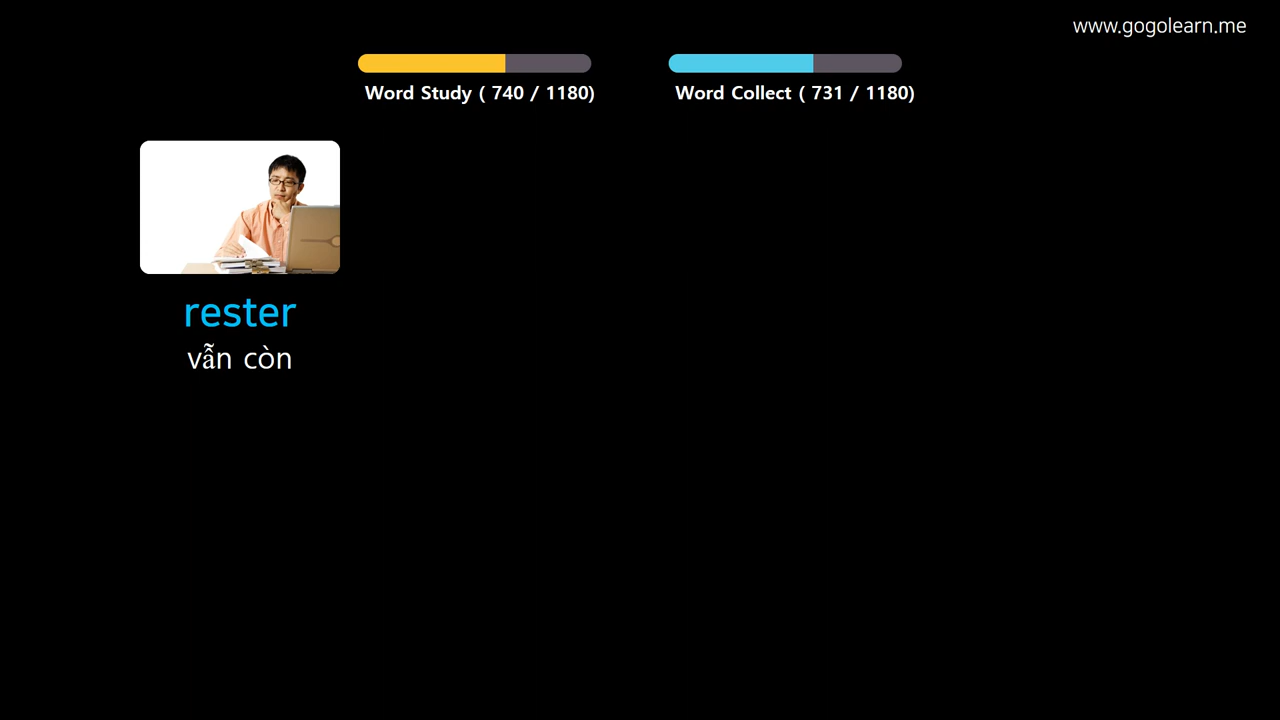 www.gogolearn.me
Word Study ( 740 / 1180)
Word Collect ( 731 / 1180)
rester
vẫn còn